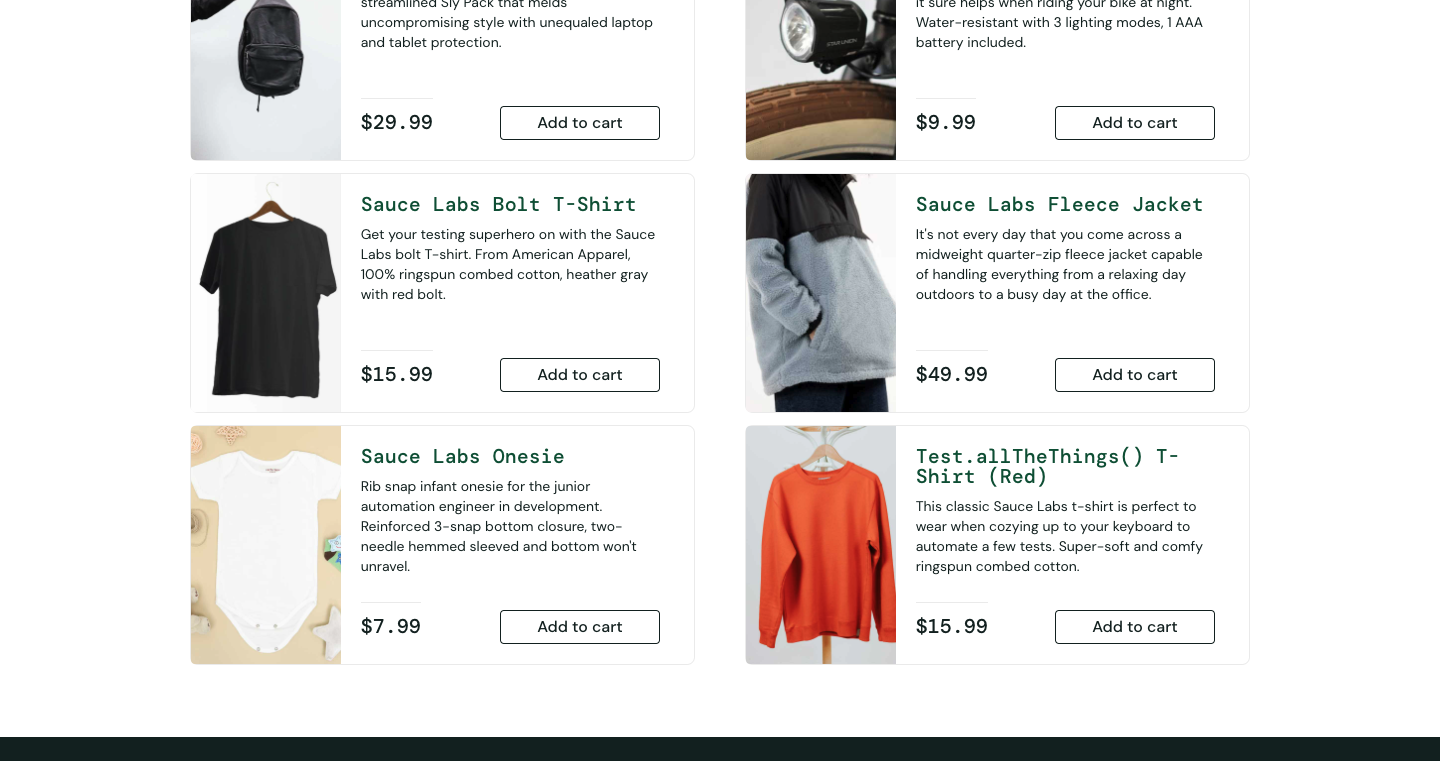 streamlined Sly Pack that melds
uncompromising style with unequaled laptop
and tablet protection.
$29.99
Add to cart
it sure helps when riding your bike at night.
Water-resistant with 3 lighting modes, 1 AAA
battery included.
$9.99
Add to cart
Sauce Labs Bolt T-Shirt
Get your testing superhero on with the Sauce
Labs bolt T-shirt. From American Apparel,
100% ringspun combed cotton, heather gray
with red bolt.
$15.99
Add to cart
Sauce Labs Fleece Jacket
It's not every day that you come across a
midweight quarter-zip fleece jacket capable
of handling everything from a relaxing day
outdoors to a busy day at the office.
$49.99
Add to cart
Sauce Labs Onesie
Rib snap infant onesie for the junior
automation engineer in development.
Reinforced 3-snap bottom closure, two-
needle hemmed sleeved and bottom won't
unravel.
$7.99
Add to cart
Test.allTheThings() T-
Shirt (Red)
This classic Sauce Labs t-shirt is perfect to
wear when cozying up to your keyboard to
automate a few tests. Super-soft and comfy
ringspun combed cotton.
$15.99
Add to cart